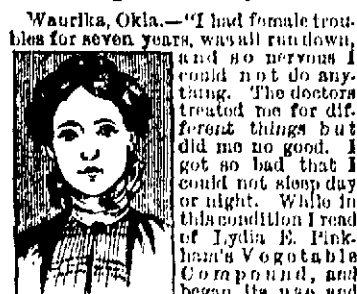 Waurika, Okla.—"I had female trou-
bles for seven years, was all run down,
and so nervous I
could not do any-
thing. The doctors
treated me for dif-
ferent things but
did me no good. I
got so bad that I
could not sleep day
or night. While in
this condition I read
of Lydia E. Pink-
ham's Vegetable
Compound, and
began its use and